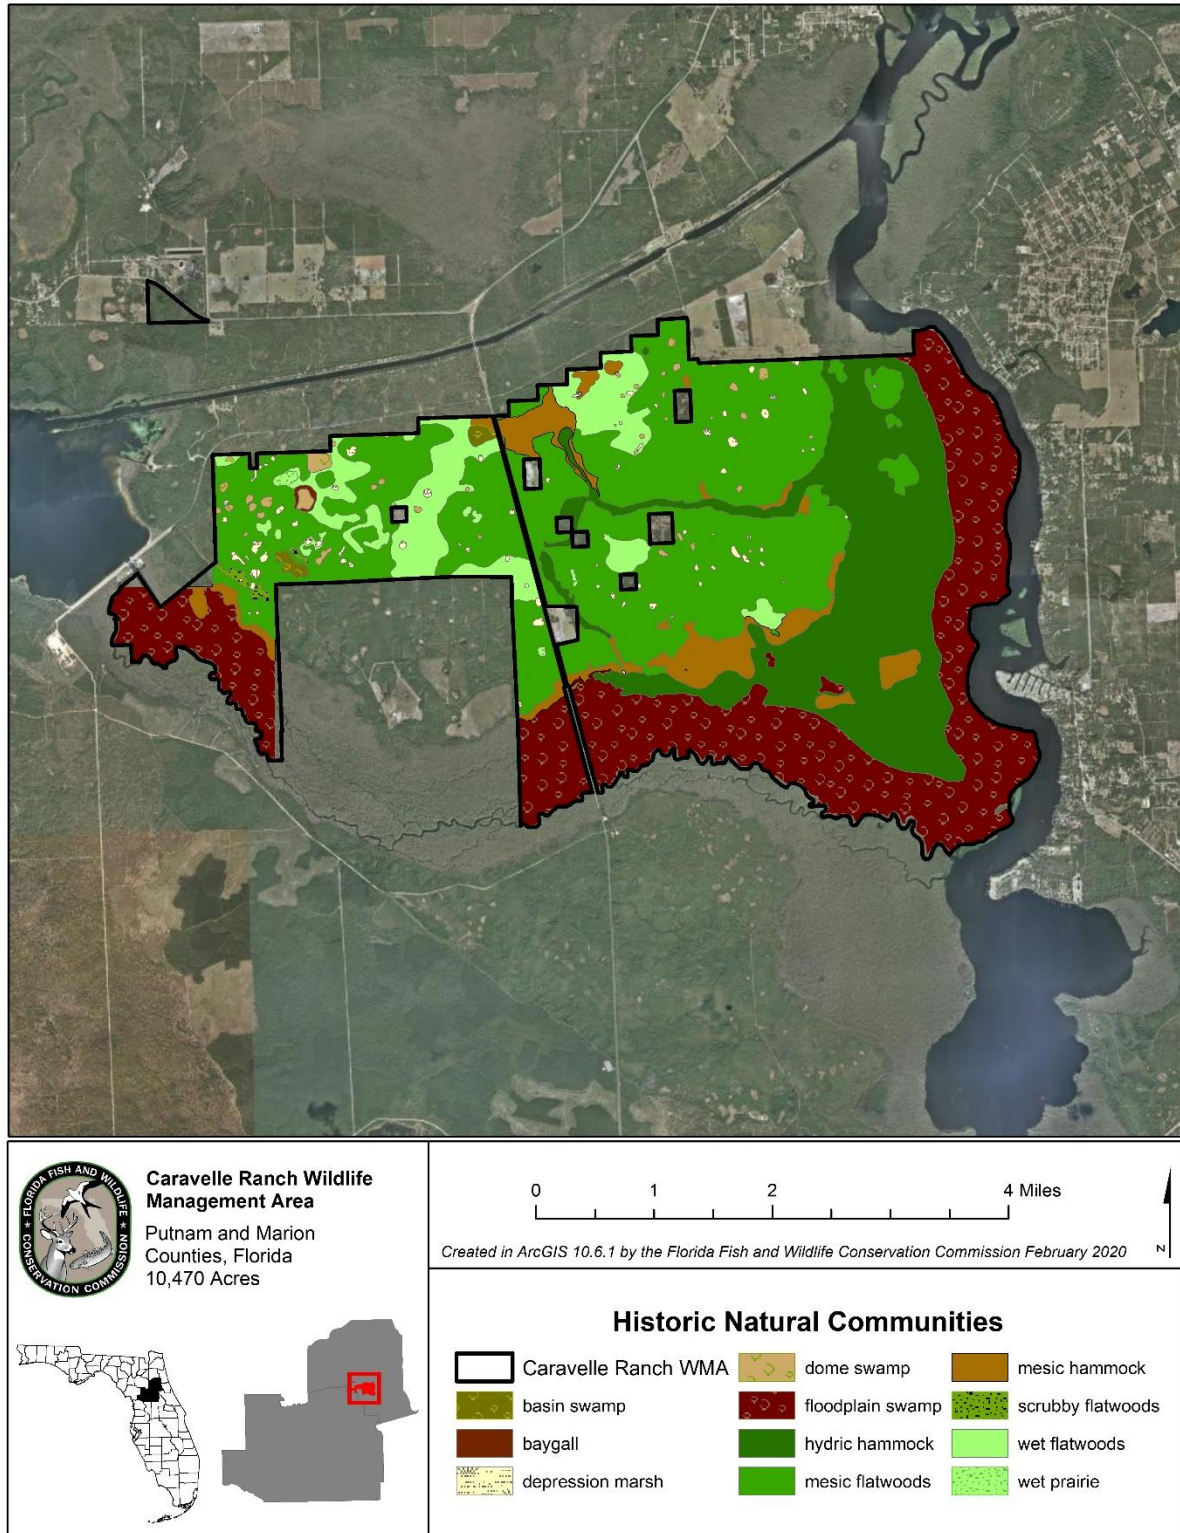 FLORIDA FISH AND WILDLIFE
CONSERVATION COMMISSION
Caravelle Ranch Wildlife
Management Area
Putnam and Marion
Counties, Florida
10,470 Acres
0 1 2 4 Miles
Created in ArcGIS 10.6.1 by the Florida Fish and Wildlife Conservation Commission February 2020
N
Historic Natural Communities
Caravelle Ranch WMA
basin swamp
baygall
depression marsh
dome swamp
floodplain swamp
hydric hammock
mesic flatwoods
mesic hammock
scrubby flatwoods
wet flatwoods
wet prairie